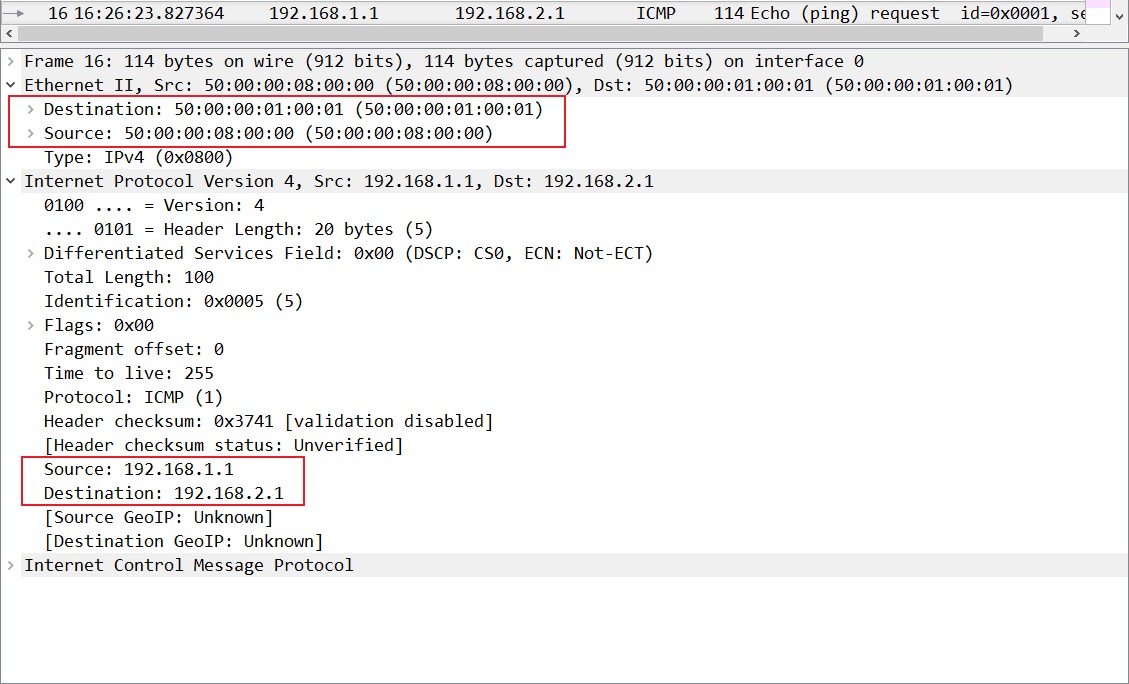 16 16:26:23.827364 192.168.1.1 192.168.2.1 ICMP 114 Echo (ping) request id=0x0001, se
Frame 16: 114 bytes on wire (912 bits), 114 bytes captured (912 bits) on interface 0
Ethernet II, Src: 50:00:00:08:00:00 (50:00:00:08:00:00), Dst: 50:00:00:01:00:01 (50:00:00:01:00:01)
Destination: 50:00:00:01:00:01 (50:00:00:01:00:01)
Source: 50:00:00:08:00:00 (50:00:00:08:00:00)
Type: IPv4 (0x0800)
Internet Protocol Version 4, Src: 192.168.1.1, Dst: 192.168.2.1
0100 .... = Version: 4
.... 0101 = Header Length: 20 bytes (5)
Differentiated Services Field: 0x00 (DSCP: CS0, ECN: Not-ECT)
Total Length: 100
Identification: 0x0005 (5)
Flags: 0x00
Fragment offset: 0
Time to live: 255
Protocol: ICMP (1)
Header checksum: 0x3741 [validation disabled]
[Header checksum status: Unverified]
Source: 192.168.1.1
Destination: 192.168.2.1
[Source GeoIP: Unknown]
[Destination GeoIP: Unknown]
Internet Control Message Protocol